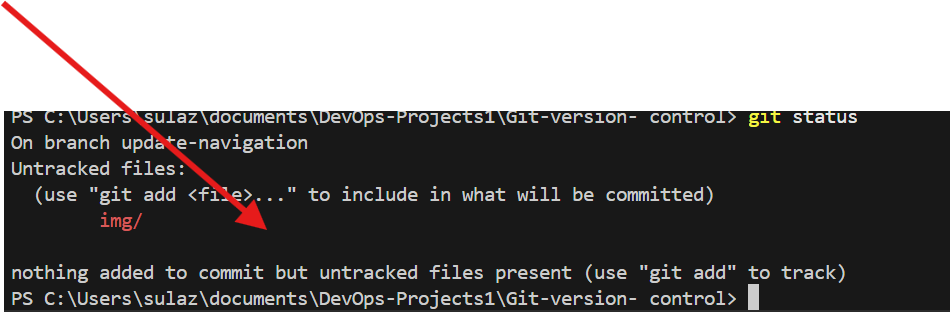 PS C:\Users\sulaz\documents\DevOps-Projects1\Git-version- control> git status
On branch update-navigation
Untracked files:
  (use "git add <file>..." to include in what will be committed)
        img/

nothing added to commit but untracked files present (use "git add" to track)
PS C:\Users\sulaz\documents\DevOps-Projects1\Git-version- control>